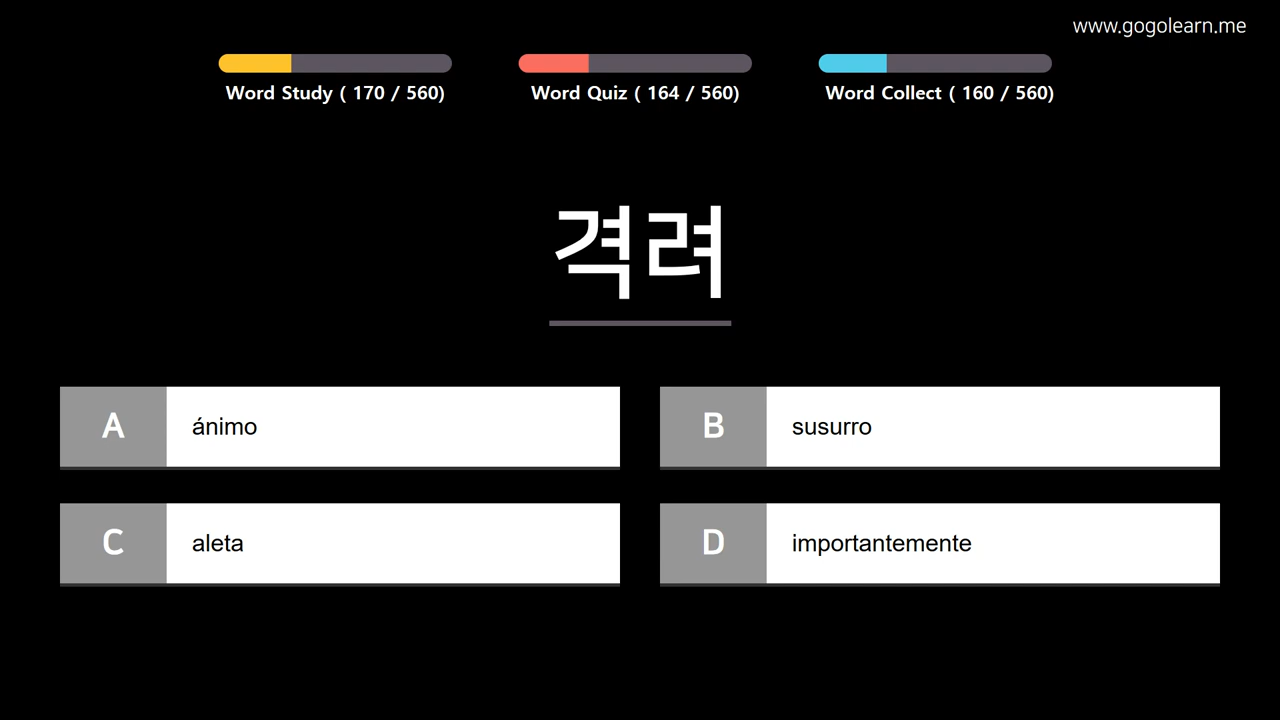 www.gogolearn.me
Word Study ( 170 / 560)
Word Quiz ( 164 / 560)
Word Collect ( 160 / 560)
격려
A ánimo
B susurro
C aleta
D importantemente